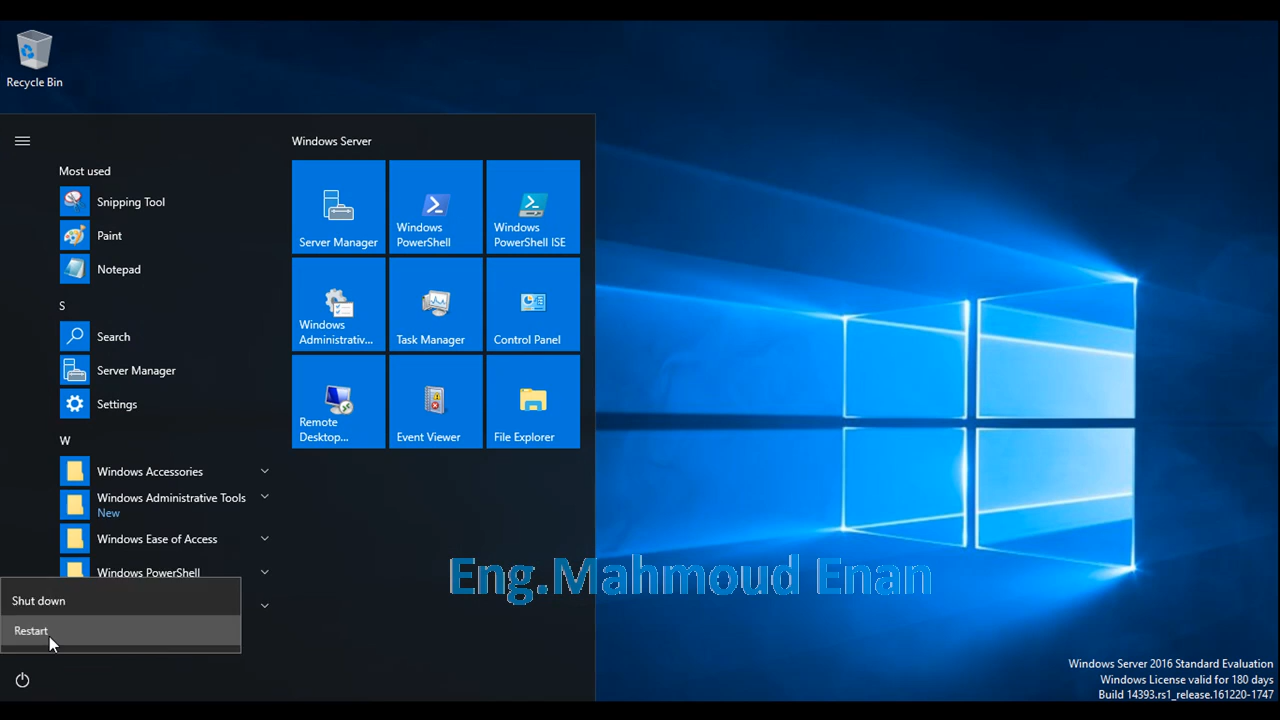 Recycle Bin
Most used
Snipping Tool
Paint
Notepad
S
Search
Server Manager
Settings
W
Windows Accessories
Windows Administrative Tools
New
Windows Ease of Access
Windows PowerShell
Shut down
Restart
Windows Server
Server Manager
Windows
PowerShell
Windows
PowerShell ISE
Windows
Administrativ...
Task Manager
Control Panel
Remote
Desktop...
Event Viewer
File Explorer
Eng.Mahmoud Enan
Windows Server 2016 Standard Evaluation
Windows License valid for 180 days
Build 14393.rs1_release.161220-1747